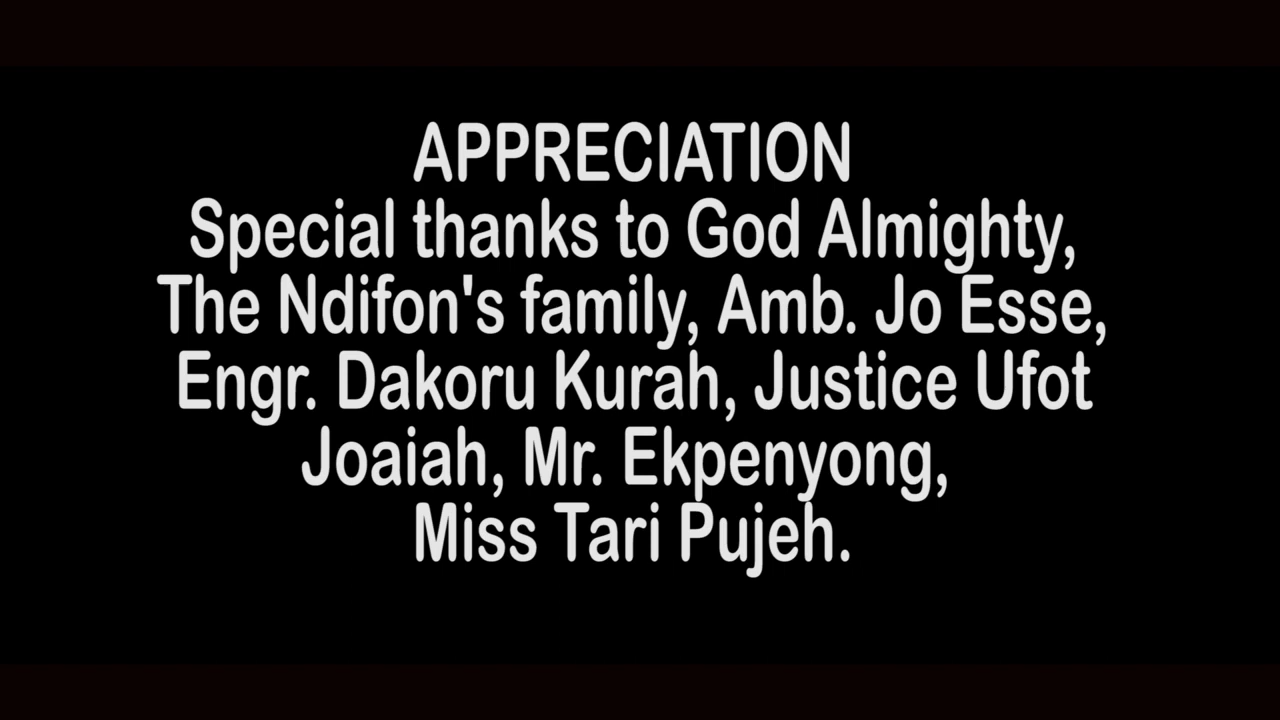 APPRECIATION
Special thanks to God Almighty,
The Ndifon's family, Amb. Jo Esse,
Engr. Dakoru Kurah, Justice Ufot
Joaiah, Mr. Ekpenyong,
Miss Tari Pujeh.